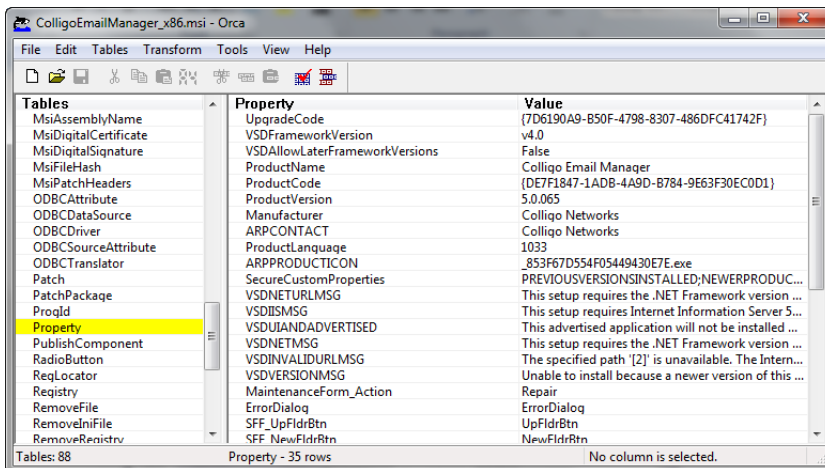 ColligoEmailManager_x86.msi - Orca
File Edit Tables Transform Tools View Help
Tables Property Value
MsiAssemblyName UpgradeCode {7D6190A9-B50F-4798-8307-486DFC41742F}
MsiDigitalCertificate VSDFrameworkVersion v4.0
MsiDigitalSignature VSDAllowLaterFrameworkVersions False
MsiFileHash ProductName Colligo Email Manager
MsiPatchHeaders ProductCode {DE7F1847-1ADB-4A9D-B784-9E63F30EC0D1}
ODBCAttribute ProductVersion 5.0.065
ODBCDataSource Manufacturer Colligo Networks
ODBCDriver ARPCONTACT Colligo Networks
ODBCSourceAttribute ProductLanguage 1033
ODBCTranslator ARPPRODUCTICON _853F67D554F05449430E7E.exe
Patch SecureCustomProperties PREVIOUSVERSIONSINSTALLED;NEWERPRODUC...
PatchPackage VSDNETURLMSG This setup requires the .NET Framework version ...
ProgId VSDIISMSG This setup requires Internet Information Server 5...
Property VSDUIANDADVERTISED This advertised application will not be installed ...
PublishComponent VSDNETMSG This setup requires the .NET Framework version ...
RadioButton VSDINVALIDURLMSG The specified path '[2]' is unavailable. The Intern...
RegLocator VSDVERSIONMSG Unable to install because a newer version of this ...
Registry MaintenanceForm_Action Repair
RemoveFile ErrorDialog ErrorDialog
RemoveIniFile SFF_UpFldrBtn UpFldrBtn
RemoveRegistry SFF_NewFldrBtn NewFldrBtn
Tables: 88 Property - 35 rows No column is selected.